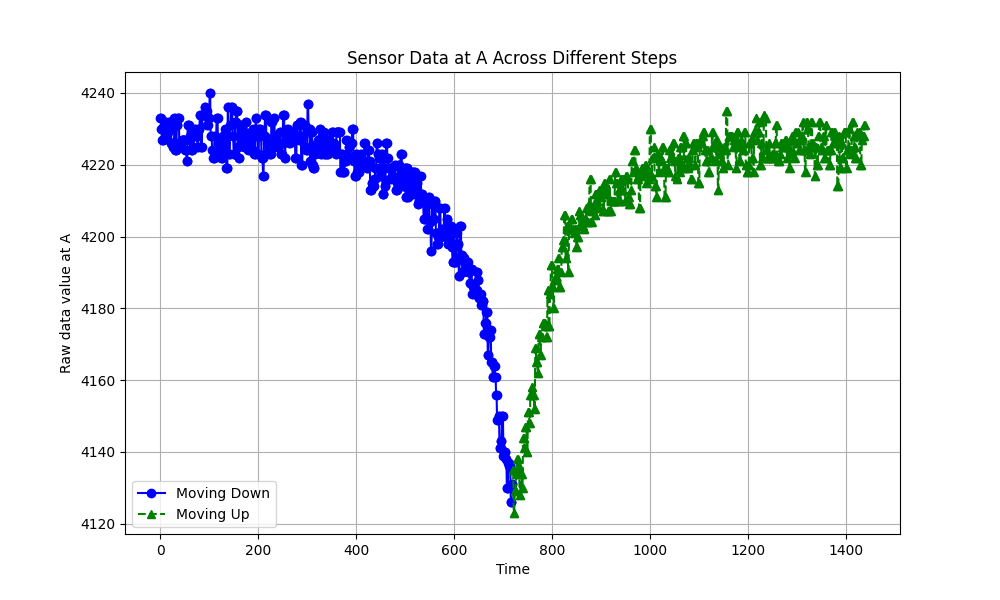 Sensor Data at A Across Different Steps
Raw data value at A
4240
4220
4200
4180
4160
4140
4120
Moving Down
Moving Up
0 200 400 600 800 1000 1200 1400
Time